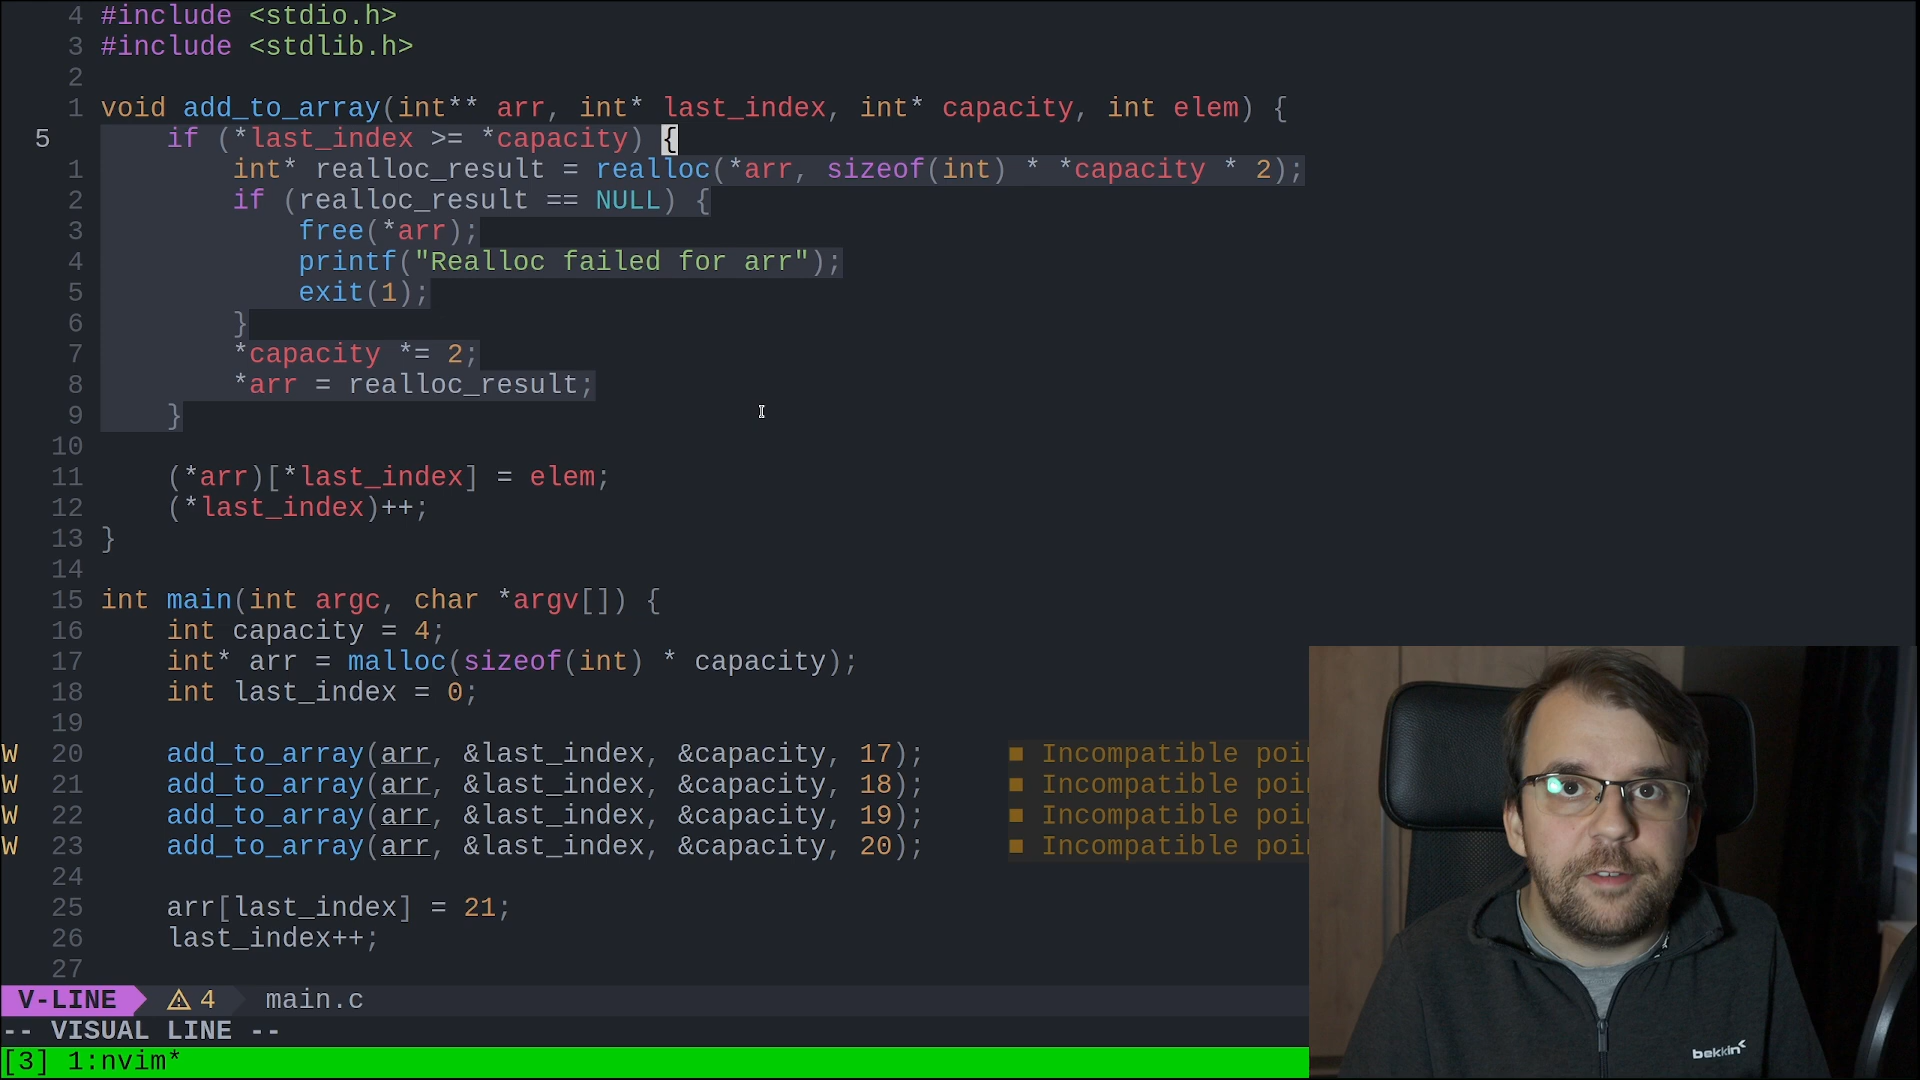 4 #include <stdio.h>
3 #include <stdlib.h>
2
1 void add_to_array(int** arr, int* last_index, int* capacity, int elem) {
5 if (*last_index >= *capacity) {
1 int* realloc_result = realloc(*arr, sizeof(int) * *capacity * 2);
2 if (realloc_result == NULL) {
3 free(*arr);
4 printf("Realloc failed for arr");
5 exit(1);
6 }
7 *capacity *= 2;
8 *arr = realloc_result;
9 }
10
11 (*arr)[*last_index] = elem;
12 (*last_index)++;
13 }
14
15 int main(int argc, char *argv[]) {
16 int capacity = 4;
17 int* arr = malloc(sizeof(int) * capacity);
18 int last_index = 0;
19
W 20 add_to_array(arr, &last_index, &capacity, 17); ■ Incompatible poin
W 21 add_to_array(arr, &last_index, &capacity, 18); ■ Incompatible poin
W 22 add_to_array(arr, &last_index, &capacity, 19); ■ Incompatible poin
W 23 add_to_array(arr, &last_index, &capacity, 20); ■ Incompatible poin
24
25 arr[last_index] = 21;
26 last_index++;
27
V-LINE ⚠ 4 main.c
-- VISUAL LINE --
[3] 1:nvim*
bekkin